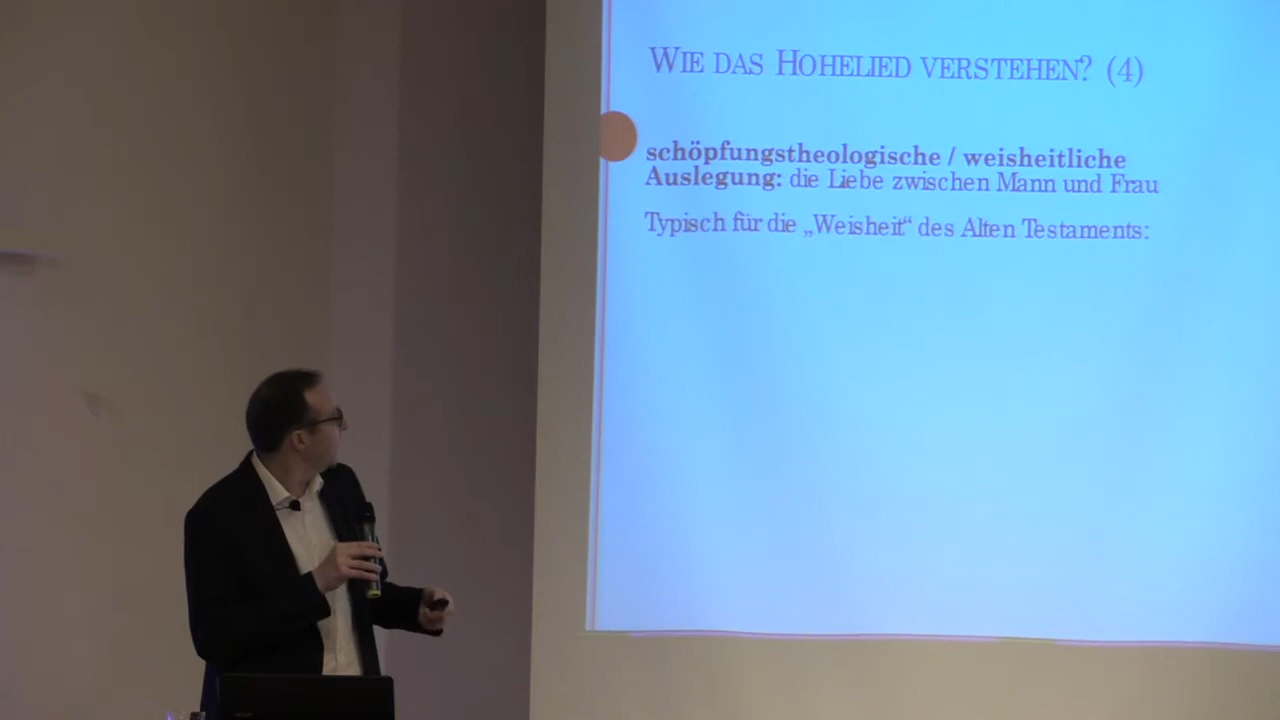 WIE DAS HOHELIED VERSTEHEN? (4)
schöpfungstheologische / weisheitliche
Auslegung: die Liebe zwischen Mann und Frau
Typisch für die „Weisheit“ des Alten Testaments: